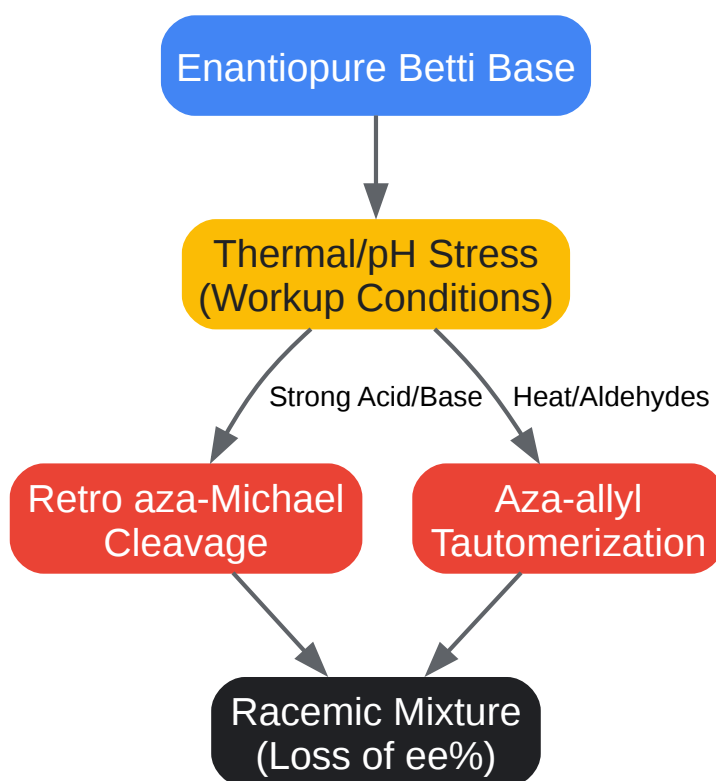 Enantiopure Betti Base
Thermal/pH Stress
(Workup Conditions)
Strong Acid/Base
Heat/Aldehydes
Retro aza-Michael
Cleavage
Aza-allyl
Tautomerization
Racemic Mixture
(Loss of ee%)